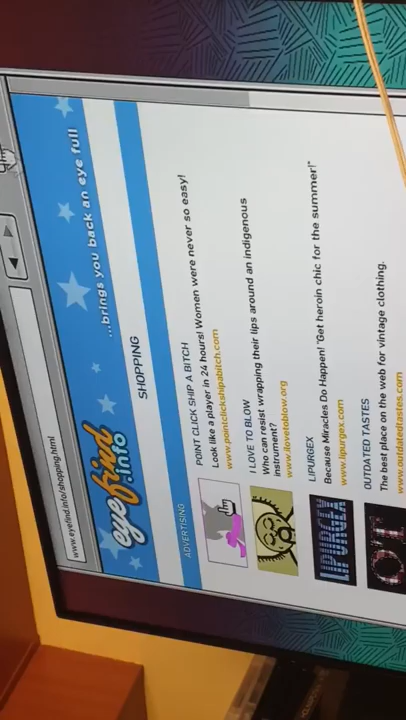 www.eyefind.info/shopping.html
eyefind
.info
...brings you back an eye full
SHOPPING
ADVERTISING
POINT CLICK SHIP A BITCH
Look like a player in 24 hours! Women were never so easy!
www.pointclickshipabitch.com
I LOVE TO BLOW
Who can resist wrapping their lips around an indigenous
instrument?
www.ilovetoblow.org
LIPURGEX
LIPURGEX
Because Miracles Do Happen! "Get heroin chic for the summer!"
www.lipurgex.com
OT
OUTDATED TASTES
The best place on the web for vintage clothing.
www.outdatedtastes.com